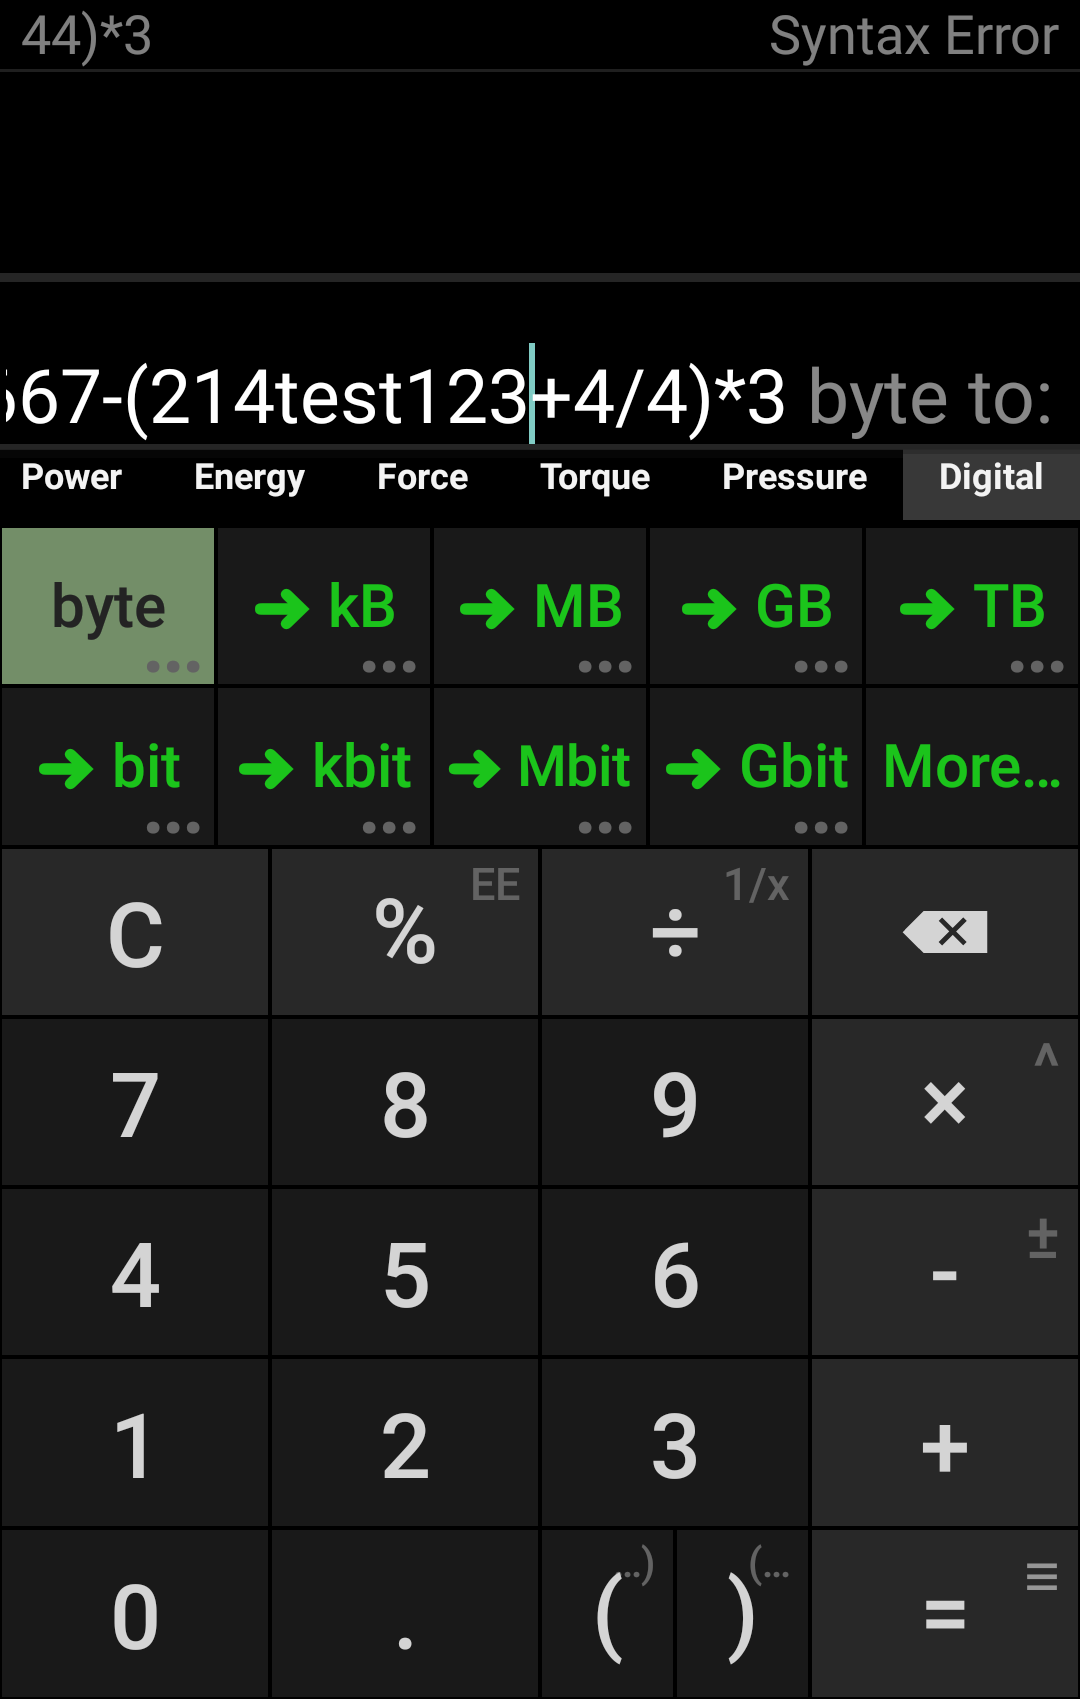 44)*3 Syntax Error
67-(214test123+4/4)*3 byte to:
Power Energy Force Torque Pressure Digital
byte ➔ kB ➔ MB ➔ GB ➔ TB
➔ bit ➔ kbit ➔ Mbit ➔ Gbit More...
C % EE ÷ 1/x
7 8 9 × ^
4 5 6 - ±
1 2 3 +
0 . ( ..) ) (... = ≡